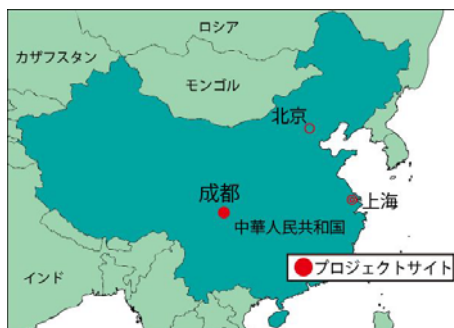 ロシア
カザフスタン
モンゴル
北京
成都
上海
中華人民共和国
インド
プロジェクトサイト